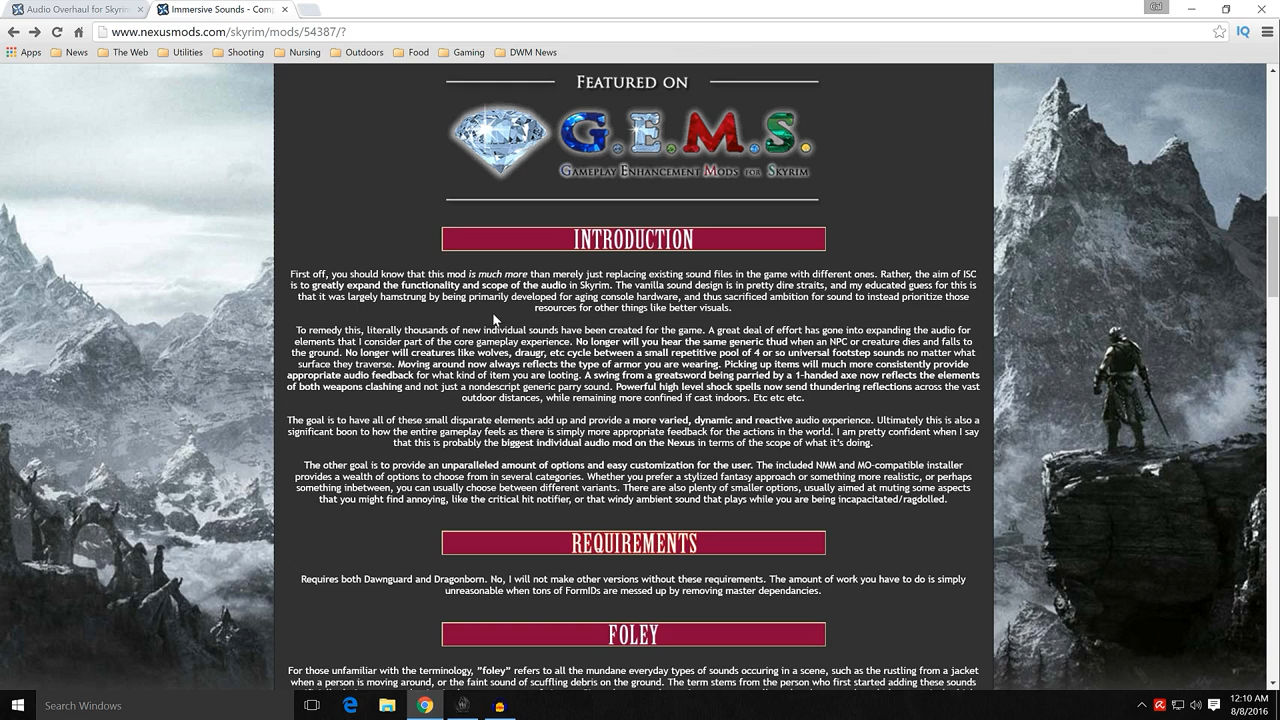 Audio Overhaul for Skyrim
Immersive Sounds - Comp
Gal
www.nexusmods.com/skyrim/mods/54387/?
IQ
Apps
News
The Web
Utilities
Shooting
Nursing
Outdoors
Food
Gaming
DWM News
FEATURED ON
G.E.M.S.
GAMEPLAY ENHANCEMENT MODS FOR SKYRIM
INTRODUCTION
First off, you should know that this mod is much more than merely just replacing existing sound files in the game with different ones. Rather, the aim of ISC
is to greatly expand the functionality and scope of the audio in Skyrim. The vanilla sound design is in pretty dire straits, and my educated guess for this is
that it was largely hamstrung by being primarily developed for aging console hardware, and thus sacrificed ambition for sound to instead prioritize those
resources for other things like better visuals.
To remedy this, literally thousands of new individual sounds have been created for the game. A great deal of effort has gone into expanding the audio for
elements that I consider part of the core gameplay experience. No longer will you hear the same generic thud when an NPC or creature dies and falls to
the ground. No longer will creatures like wolves, draugr, etc cycle between a small repetitive pool of 4 or so universal footstep sounds no matter what
surface they traverse. Moving around now always reflects the type of armor you are wearing. Picking up items will much more consistently provide
appropriate audio feedback for what kind of item you are looting. A swing from a greatsword being parried by a 1-handed axe now reflects the elements
of both weapons clashing and not just a nondescript generic parry sound. Powerful high level shock spells now send thundering reflections across the vast
outdoor distances, while remaining more confined if cast indoors. Etc etc etc.
The goal is to have all of these small disparate elements add up and provide a more varied, dynamic and reactive audio experience. Ultimately this is also a
significant boon to how the entire gameplay feels as there is simply more appropriate feedback for the actions in the world. I am pretty confident when I say
that this is probably the biggest individual audio mod on the Nexus in terms of the scope of what it's doing.
The other goal is to provide an unparalleled amount of options and easy customization for the user. The included NMM and MO-compatible installer
provides a wealth of options to choose from in several categories. Whether you prefer a stylized fantasy approach or something more realistic, or perhaps
something inbetween, you can usually choose between different variants. There are also plenty of smaller options, usually aimed at muting some aspects
that you might find annoying, like the critical hit notifier, or that windy ambient sound that plays while you are being incapacitated/ragdolled.
REQUIREMENTS
Requires both Dawnguard and Dragonborn. No, I will not make other versions without these requirements. The amount of work you have to do is simply
unreasonable when tons of FormIDs are messed up by removing master dependancies.
FOLEY
For those unfamiliar with the terminology, "foley" refers to all the mundane everyday types of sounds occuring in a scene, such as the rustling from a jacket
when a person is moving around, or the faint sound of scuffling debris on the ground. The term stems from the person who first started adding these sounds
Search Windows
12:10 AM
8/8/2016